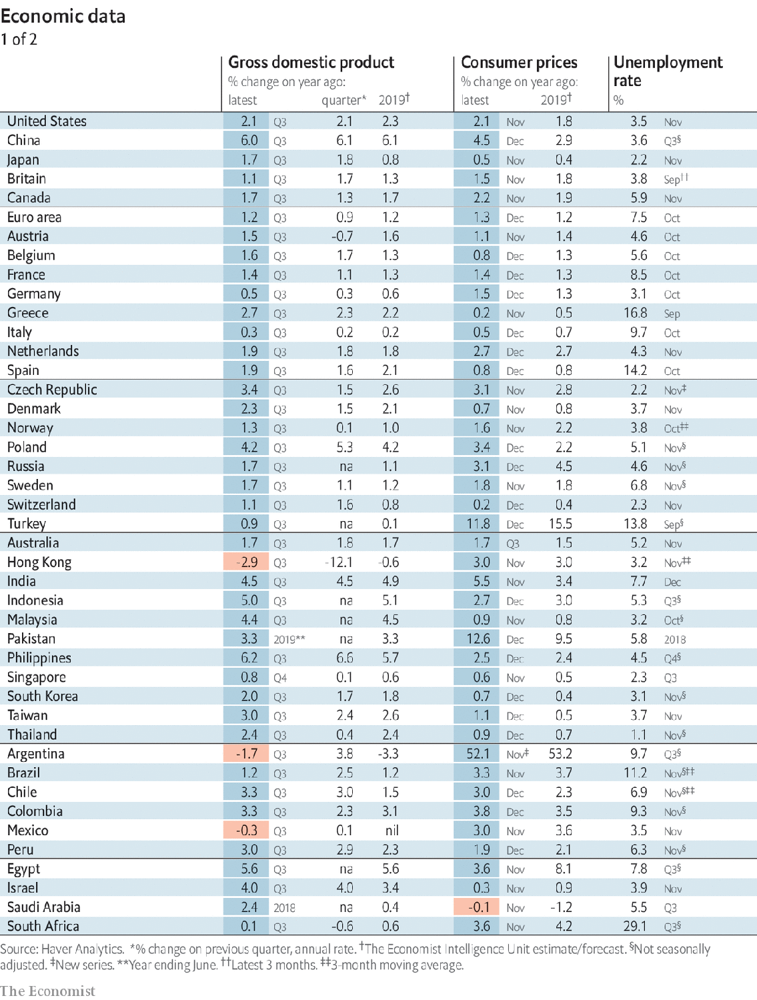 Economic data
1 of 2
Gross domestic product Consumer prices Unemployment
% change on year ago: % change on year ago: rate
latest quarter* 2019† latest 2019† %
United States 2.1 Q3 2.1 2.3 2.1 Nov 1.8 3.5 Nov
China 6.0 Q3 6.1 6.1 4.5 Dec 2.9 3.6 Q3§
Japan 1.7 Q3 1.8 0.8 0.5 Nov 0.4 2.2 Nov
Britain 1.1 Q3 1.7 1.3 1.5 Nov 1.8 3.8 Sep††
Canada 1.7 Q3 1.3 1.7 2.2 Nov 1.9 5.9 Nov
Euro area 1.2 Q3 0.9 1.2 1.3 Dec 1.2 7.5 Oct
Austria 1.5 Q3 -0.7 1.6 1.1 Nov 1.4 4.6 Oct
Belgium 1.6 Q3 1.7 1.3 0.8 Dec 1.3 5.6 Oct
France 1.4 Q3 1.1 1.3 1.4 Dec 1.3 8.5 Oct
Germany 0.5 Q3 0.3 0.6 1.5 Dec 1.3 3.1 Oct
Greece 2.7 Q3 2.3 2.2 0.2 Nov 0.5 16.8 Sep
Italy 0.3 Q3 0.2 0.2 0.5 Dec 0.7 9.7 Oct
Netherlands 1.9 Q3 1.8 1.8 2.7 Dec 2.7 4.3 Nov
Spain 1.9 Q3 1.6 2.1 0.8 Dec 0.8 14.2 Oct
Czech Republic 3.4 Q3 1.5 2.6 3.1 Nov 2.8 2.2 Nov‡
Denmark 2.3 Q3 1.5 2.1 0.7 Nov 0.8 3.7 Nov
Norway 1.3 Q3 0.1 1.0 1.6 Nov 2.2 3.8 Oct‡‡
Poland 4.2 Q3 5.3 4.2 3.4 Dec 2.2 5.1 Nov§
Russia 1.7 Q3 na 1.1 3.1 Dec 4.5 4.6 Nov§
Sweden 1.7 Q3 1.1 1.2 1.8 Nov 1.8 6.8 Nov§
Switzerland 1.1 Q3 1.6 0.8 0.2 Dec 0.4 2.3 Nov
Turkey 0.9 Q3 na 0.1 11.8 Dec 15.5 13.8 Sep§
Australia 1.7 Q3 1.8 1.7 1.7 Q3 1.5 5.2 Nov
Hong Kong -2.9 Q3 -12.1 -0.6 3.0 Nov 3.0 3.2 Nov‡‡
India 4.5 Q3 4.5 4.9 5.5 Nov 3.4 7.7 Dec
Indonesia 5.0 Q3 na 5.1 2.7 Dec 3.0 5.3 Q3§
Malaysia 4.4 Q3 na 4.5 0.9 Nov 0.8 3.2 Oct§
Pakistan 3.3 2019** na 3.3 12.6 Dec 9.5 5.8 2018
Philippines 6.2 Q3 6.6 5.7 2.5 Dec 2.4 4.5 Q4§
Singapore 0.8 Q4 0.1 0.6 0.6 Nov 0.5 2.3 Q3
South Korea 2.0 Q3 1.7 1.8 0.7 Dec 0.4 3.1 Nov§
Taiwan 3.0 Q3 2.4 2.6 1.1 Dec 0.5 3.7 Nov
Thailand 2.4 Q3 0.4 2.4 0.9 Dec 0.7 1.1 Nov§
Argentina -1.7 Q3 3.8 -3.3 52.1 Nov‡ 53.2 9.7 Q3§
Brazil 1.2 Q3 2.5 1.2 3.3 Nov 3.7 11.2 Nov§‡‡
Chile 3.3 Q3 3.0 1.5 3.0 Dec 2.3 6.9 Nov§‡‡
Colombia 3.3 Q3 2.3 3.1 3.8 Dec 3.5 9.3 Nov§
Mexico -0.3 Q3 0.1 nil 3.0 Nov 3.6 3.5 Nov
Peru 3.0 Q3 2.9 2.3 1.9 Dec 2.1 6.3 Nov§
Egypt 5.6 Q3 na 5.6 3.6 Nov 8.1 7.8 Q3§
Israel 4.0 Q3 4.0 3.4 0.3 Nov 0.9 3.9 Nov
Saudi Arabia 2.4 2018 na 0.4 -0.1 Nov -1.2 5.5 Q3
South Africa 0.1 Q3 -0.6 0.6 3.6 Nov 4.2 29.1 Q3§
Source: Haver Analytics. *% change on previous quarter, annual rate. †The Economist Intelligence Unit estimate/forecast. §Not seasonally
adjusted. ‡New series. **Year ending June. ††Latest 3 months. ‡‡3-month moving average.
The Economist